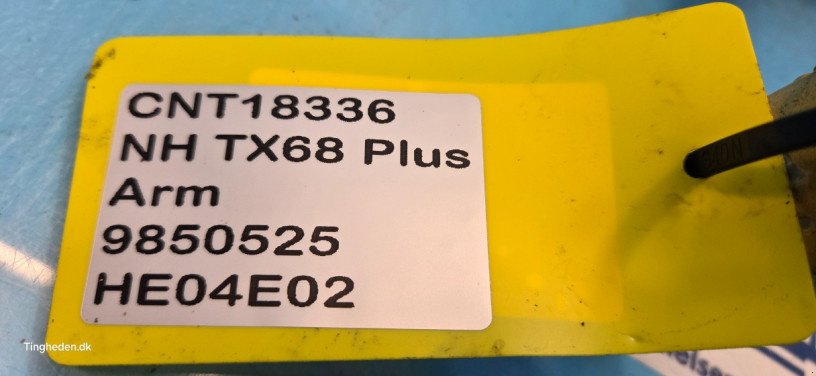 CNT18336
NH TX68 Plus
Arm
9850525
HE04E02
Tingheden.dk